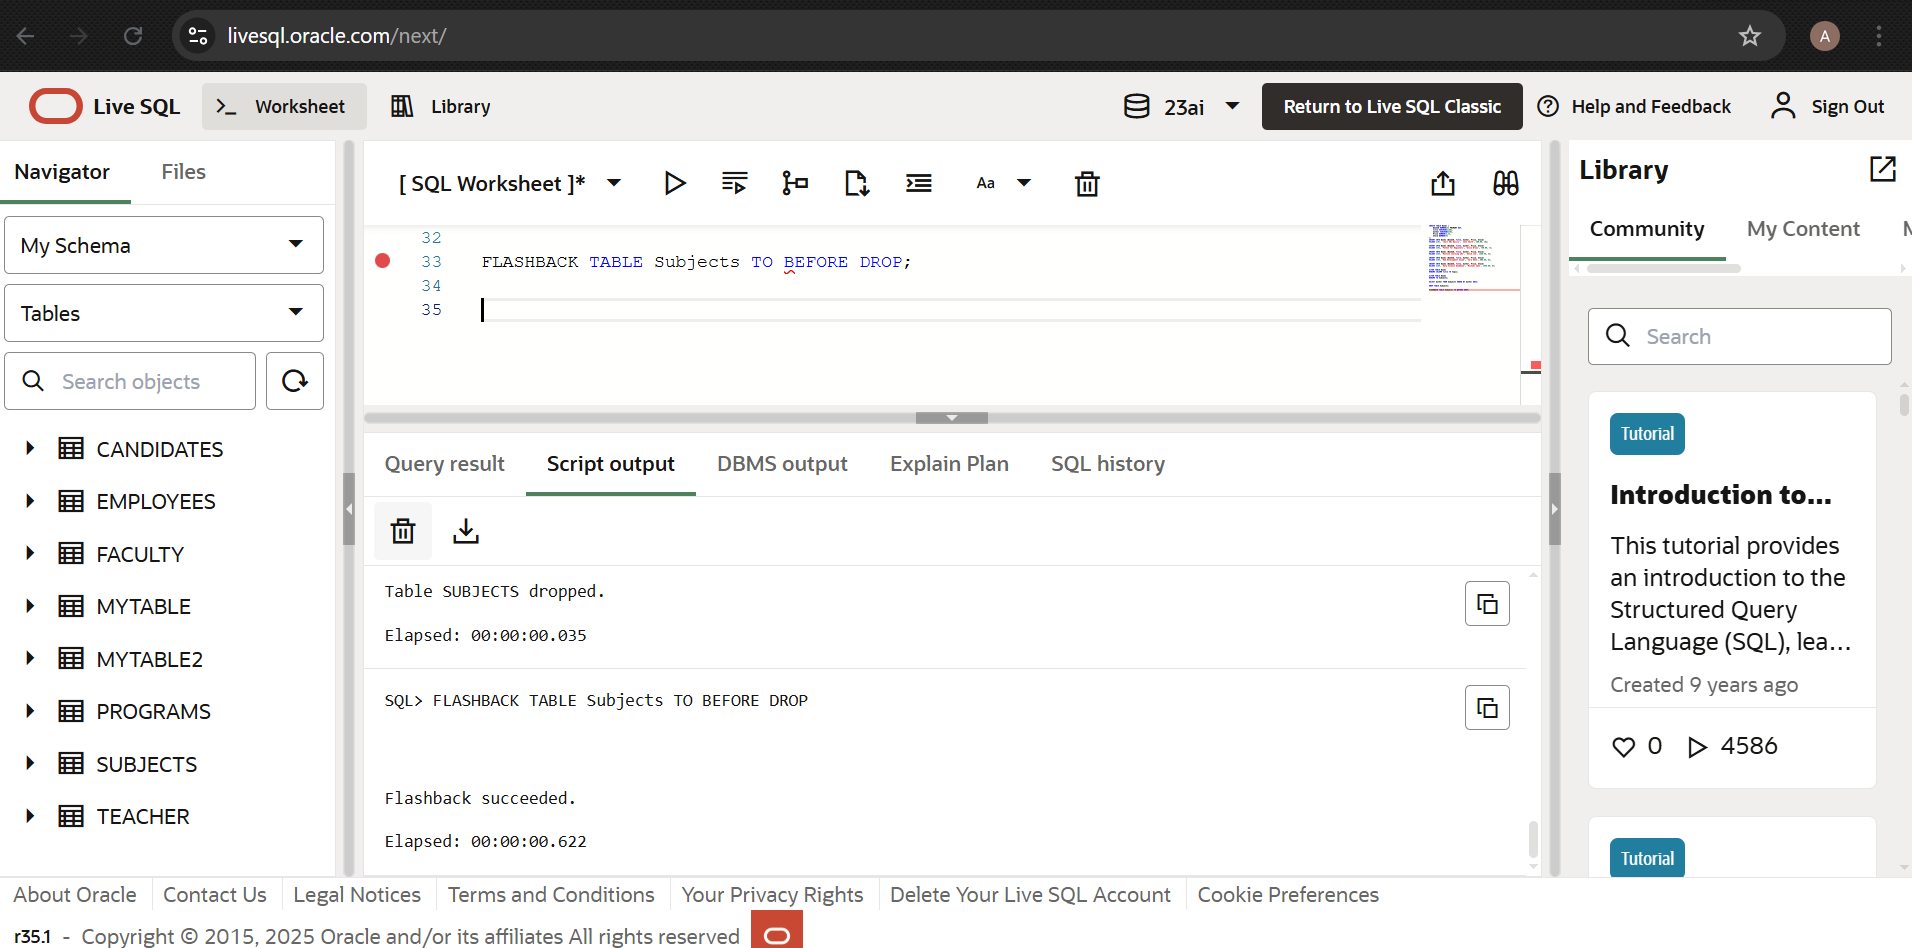 livesql.oracle.com/next/
A
Live SQL
Worksheet
Library
23ai
Return to Live SQL Classic
Help and Feedback
Sign Out
Navigator
Files
My Schema
Tables
Search objects
CANDIDATES
EMPLOYEES
FACULTY
MYTABLE
MYTABLE2
PROGRAMS
SUBJECTS
TEACHER
[ SQL Worksheet ]*
Aa
32
33 FLASHBACK TABLE Subjects TO BEFORE DROP;
34
35
Query result
Script output
DBMS output
Explain Plan
SQL history
Table SUBJECTS dropped.
Elapsed: 00:00:00.035
SQL> FLASHBACK TABLE Subjects TO BEFORE DROP
Flashback succeeded.
Elapsed: 00:00:00.622
Library
Community
My Content
Search
Tutorial
Introduction to...
This tutorial provides
an introduction to the
Structured Query
Language (SQL), lea...
Created 9 years ago
0
4586
Tutorial
About Oracle
Contact Us
Legal Notices
Terms and Conditions
Your Privacy Rights
Delete Your Live SQL Account
Cookie Preferences
r35.1 - Copyright © 2015, 2025 Oracle and/or its affiliates All rights reserved